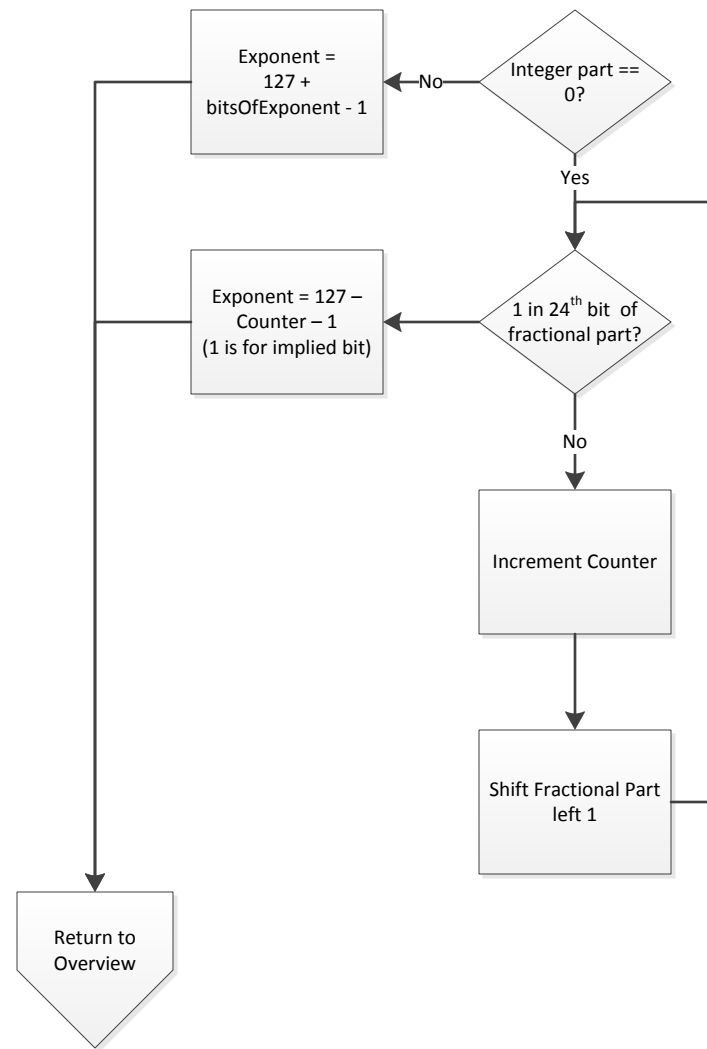 Exponent =
127 +
bitsOfExponent - 1
No
Integer part ==
0?
Yes
Exponent = 127 –
Counter – 1
(1 is for implied bit)
1 in 24th bit of
fractional part?
No
Increment Counter
Shift Fractional Part
left 1
Return to
Overview